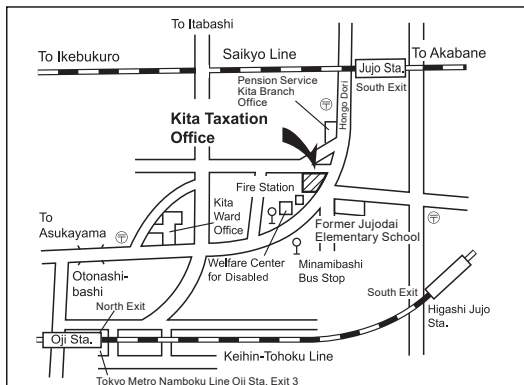 To Itabashi
To Ikebukuro
Saikyo Line
Jujo Sta.
To Akabane
South Exit
Pension Service
Kita Branch
Office
〒
Hongo Dori
Kita Taxation
Office
Fire Station
Kita
Ward
Office
To
Asukayama
〒
Former Jujodai
Elementary School
〒
Welfare Center
for Disabled
Minamibashi
Bus Stop
Otonashi-
bashi
North Exit
South Exit
Higashi Jujo
Sta.
Oji Sta.
Keihin-Tohoku Line
Tokyo Metro Namboku Line Oji Sta. Exit 3